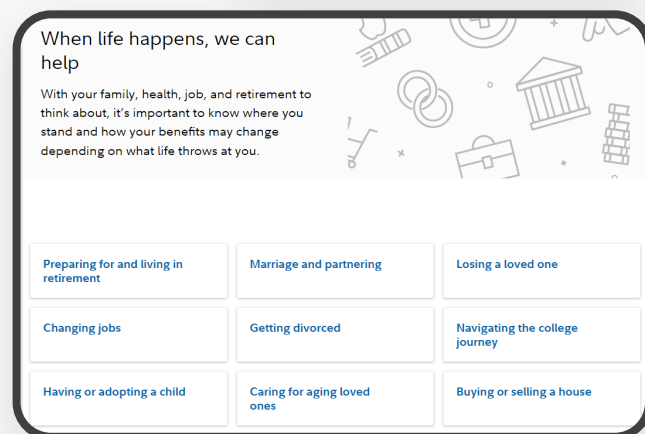 When life happens, we can
help
With your family, health, job, and retirement to
think about, it's important to know where you
stand and how your benefits may change
depending on what life throws at you.
Preparing for and living in
retirement
Marriage and partnering
Losing a loved one
Changing jobs
Getting divorced
Navigating the college
journey
Having or adopting a child
Caring for aging loved
ones
Buying or selling a house